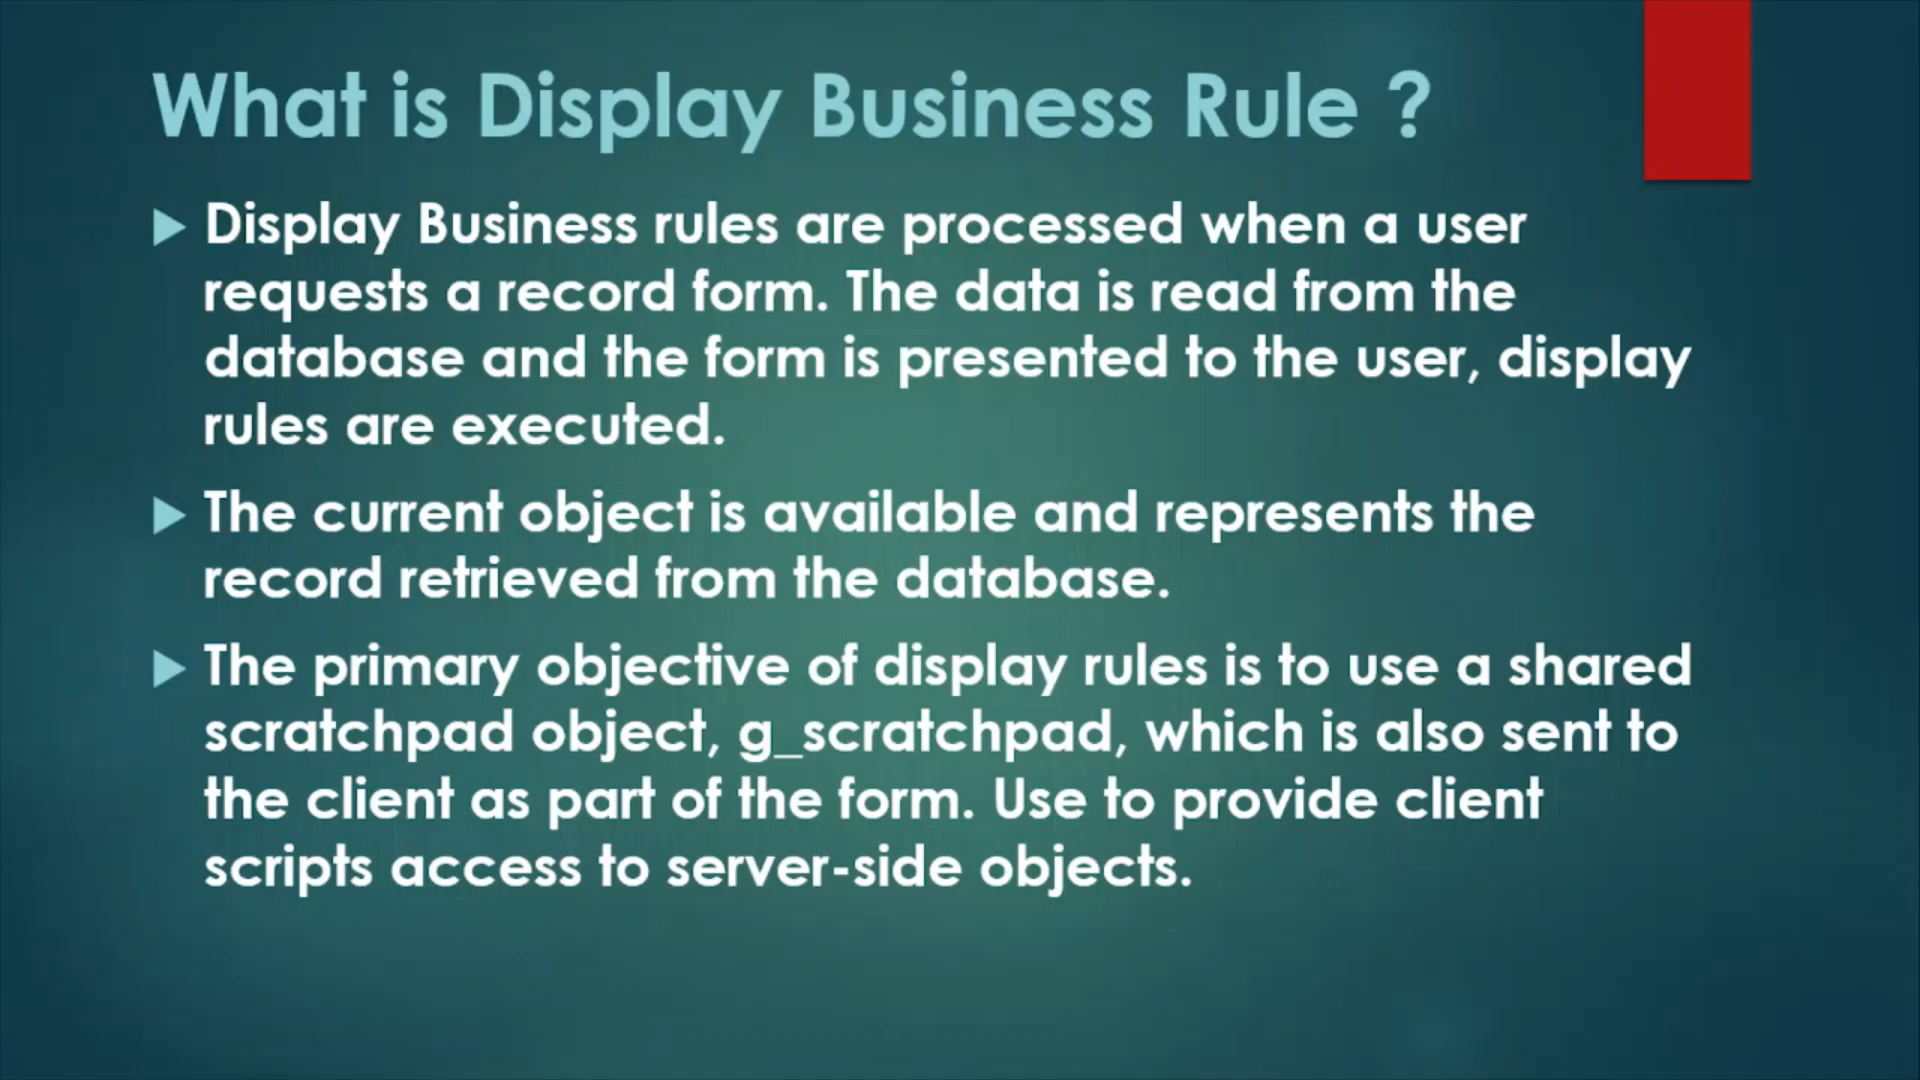 What is Display Business Rule ?
Display Business rules are processed when a user
requests a record form. The data is read from the
database and the form is presented to the user, display
rules are executed.
The current object is available and represents the
record retrieved from the database.
The primary objective of display rules is to use a shared
scratchpad object, g_scratchpad, which is also sent to
the client as part of the form. Use to provide client
scripts access to server-side objects.